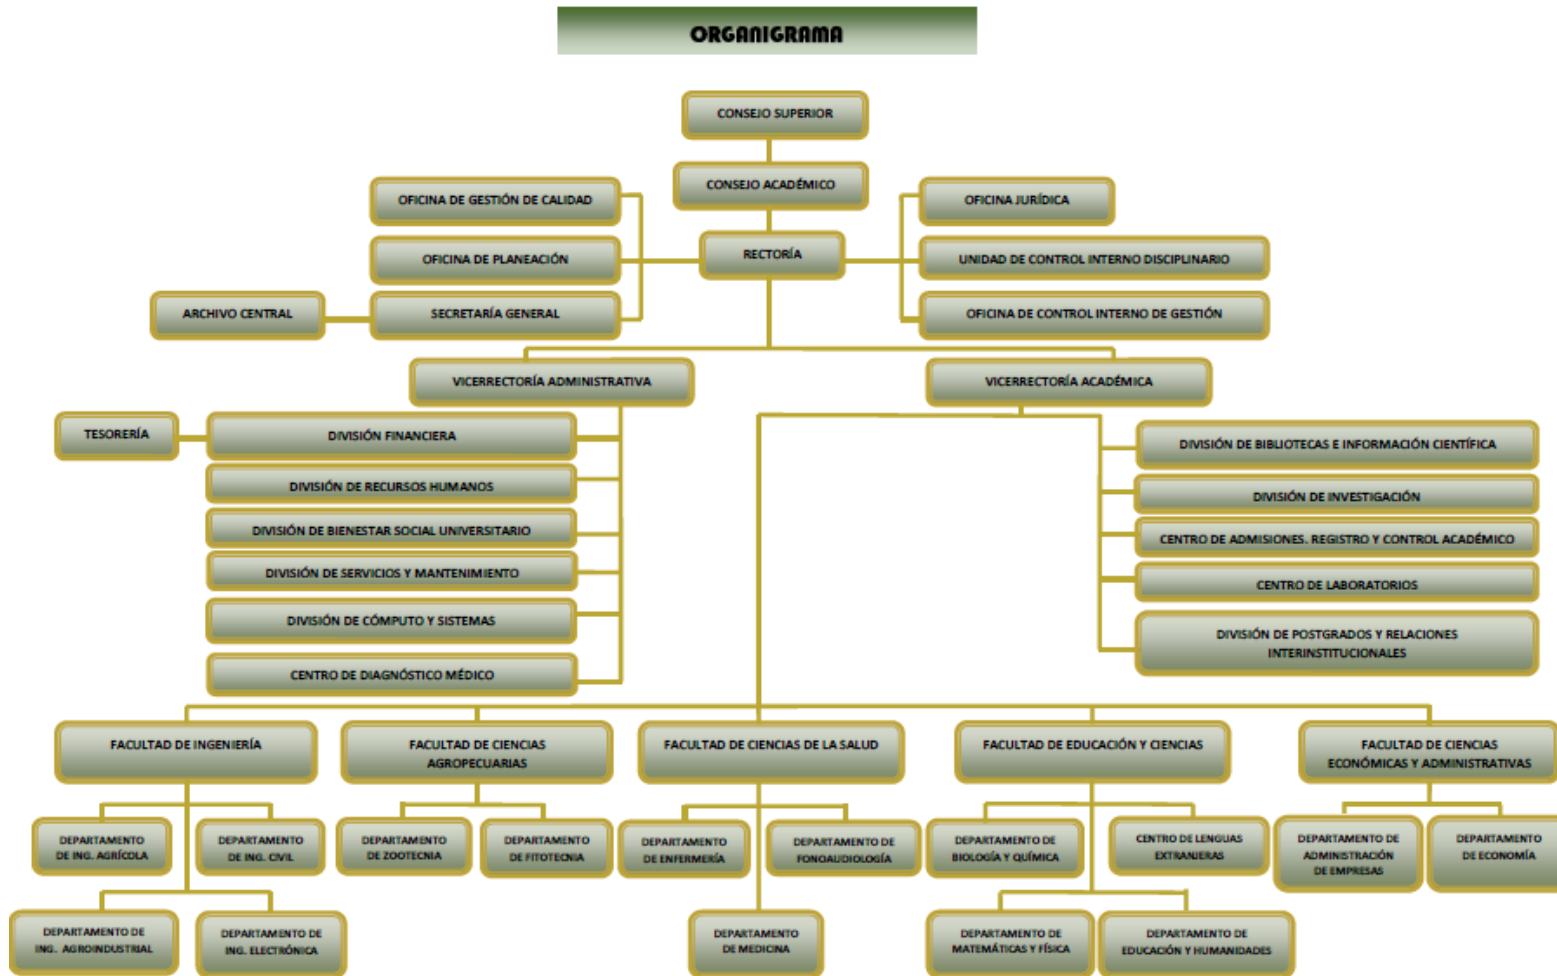 ORGANIGRAMA
CONSEJO SUPERIOR
CONSEJO ACADÉMICO
OFICINA DE GESTIÓN DE CALIDAD
OFICINA JURÍDICA
RECTORÍA
OFICINA DE PLANEACIÓN
UNIDAD DE CONTROL INTERNO DISCIPLINARIO
ARCHIVO CENTRAL
SECRETARÍA GENERAL
OFICINA DE CONTROL INTERNO DE GESTIÓN
VICERRECTORÍA ADMINISTRATIVA
VICERRECTORÍA ACADÉMICA
TESORERÍA
DIVISIÓN FINANCIERA
DIVISIÓN DE RECURSOS HUMANOS
DIVISIÓN DE BIENESTAR SOCIAL UNIVERSITARIO
DIVISIÓN DE SERVICIOS Y MANTENIMIENTO
DIVISIÓN DE CÓMPUTO Y SISTEMAS
CENTRO DE DIAGNÓSTICO MÉDICO
DIVISIÓN DE BIBLIOTECAS E INFORMACIÓN CIENTÍFICA
DIVISIÓN DE INVESTIGACIÓN
CENTRO DE ADMISIONES. REGISTRO Y CONTROL ACADÉMICO
CENTRO DE LABORATORIOS
DIVISIÓN DE POSTGRADOS Y RELACIONES
INTERINSTITUCIONALES
FACULTAD DE INGENIERÍA
FACULTAD DE CIENCIAS
AGROPECUARIAS
FACULTAD DE CIENCIAS DE LA SALUD
FACULTAD DE EDUCACIÓN Y CIENCIAS
FACULTAD DE CIENCIAS
ECONÓMICAS Y ADMINISTRATIVAS
DEPARTAMENTO
DE ING. AGRÍCOLA
DEPARTAMENTO
DE ING. CIVIL
DEPARTAMENTO
DE ZOOTECNIA
DEPARTAMENTO
DE FITOTECNIA
DEPARTAMENTO
DE ENFERMERÍA
DEPARTAMENTO DE
FONOAUDIOLOGÍA
DEPARTAMENTO DE
BIOLOGÍA Y QUÍMICA
CENTRO DE LENGUAS
EXTRANJERAS
DEPARTAMENTO DE
ADMINISTRACIÓN
DE EMPRESAS
DEPARTAMENTO
DE ECONOMÍA
DEPARTAMENTO DE
ING. AGROINDUSTRIAL
DEPARTAMENTO DE
ING. ELECTRÓNICA
DEPARTAMENTO
DE MEDICINA
DEPARTAMENTO DE
MATEMÁTICAS Y FÍSICA
DEPARTAMENTO DE
EDUCACIÓN Y HUMANIDADES